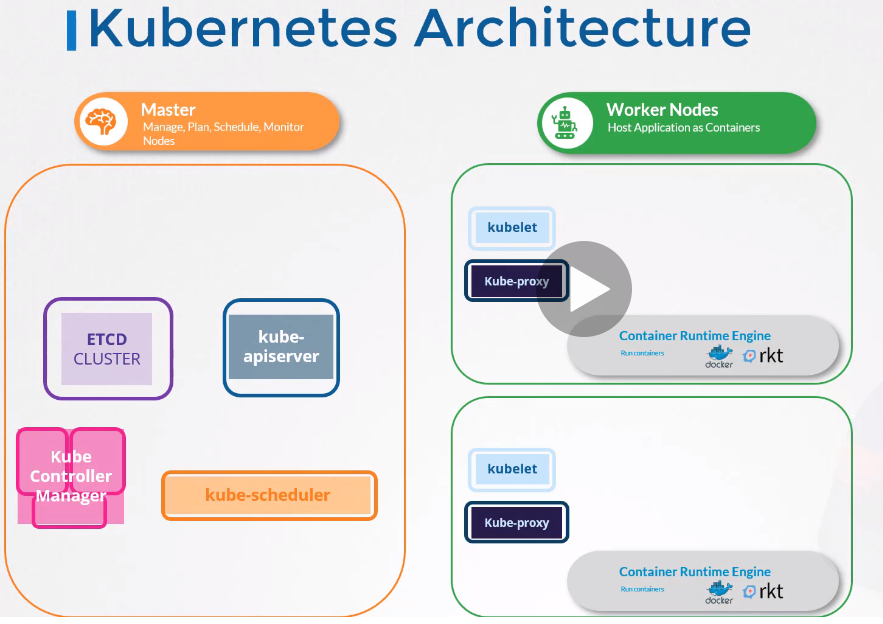 Kubernetes Architecture
Master
Manage, Plan, Schedule, Monitor
Nodes
Worker Nodes
Host Application as Containers
ETCD
CLUSTER
kube-
apiserver
Kube
Controller
Manager
kube-scheduler
kubelet
Kube-proxy
Container Runtime Engine
Run containers
docker
rkt
kubelet
Kube-proxy
Container Runtime Engine
Run containers
docker
rkt